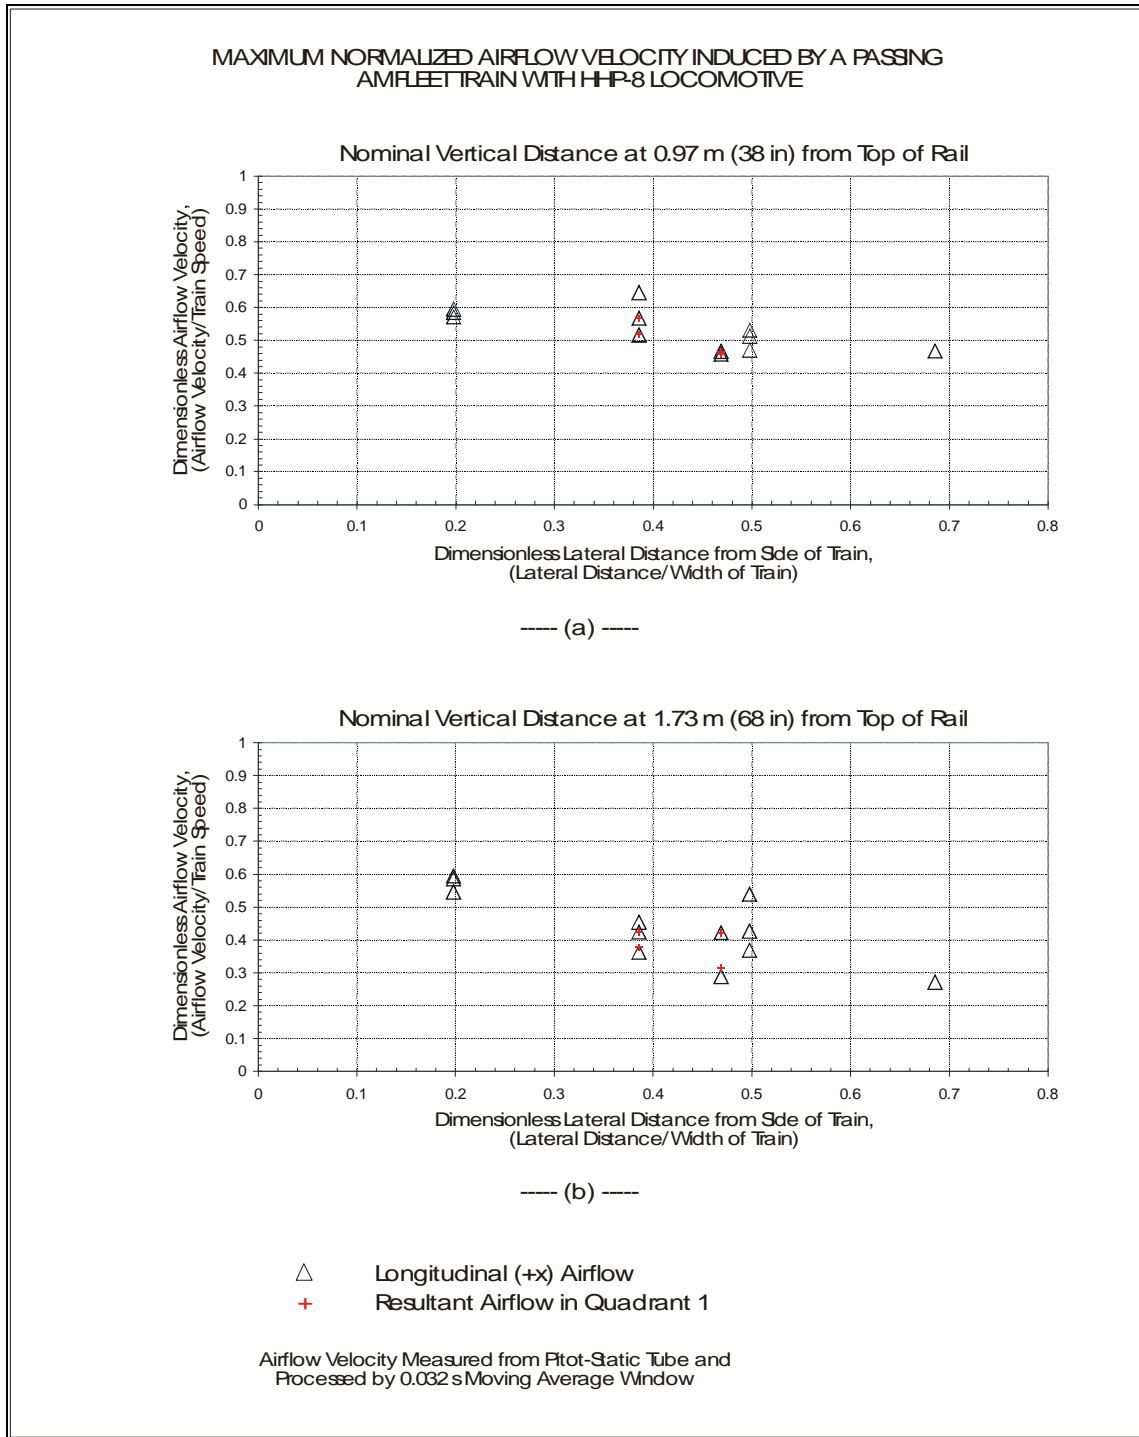 MAXIMUM NORMALIZED AIRFLOW VELOCITY INDUCED BY A PASSING
AMFLEET TRAIN WITH HHP-8 LOCOMOTIVE
Nominal Vertical Distance at 0.97 m (38 in) from Top of Rail
Dimensionless Airflow Velocity,
(Airflow Velocity/Train Speed)
1
0.9
0.8
0.7
0.6
0.5
0.4
0.3
0.2
0.1
0
0 0.1 0.2 0.3 0.4 0.5 0.6 0.7 0.8
Dimensionless Lateral Distance from Side of Train,
(Lateral Distance/Width of Train)
----- (a) -----
Nominal Vertical Distance at 1.73 m (68 in) from Top of Rail
Dimensionless Airflow Velocity,
(Airflow Velocity/Train Speed)
1
0.9
0.8
0.7
0.6
0.5
0.4
0.3
0.2
0.1
0
0 0.1 0.2 0.3 0.4 0.5 0.6 0.7 0.8
Dimensionless Lateral Distance from Side of Train,
(Lateral Distance/Width of Train)
----- (b) -----
Longitudinal (+x) Airflow
Resultant Airflow in Quadrant 1
Airflow Velocity Measured from Pitot-Static Tube and
Processed by 0.032 s Moving Average Window